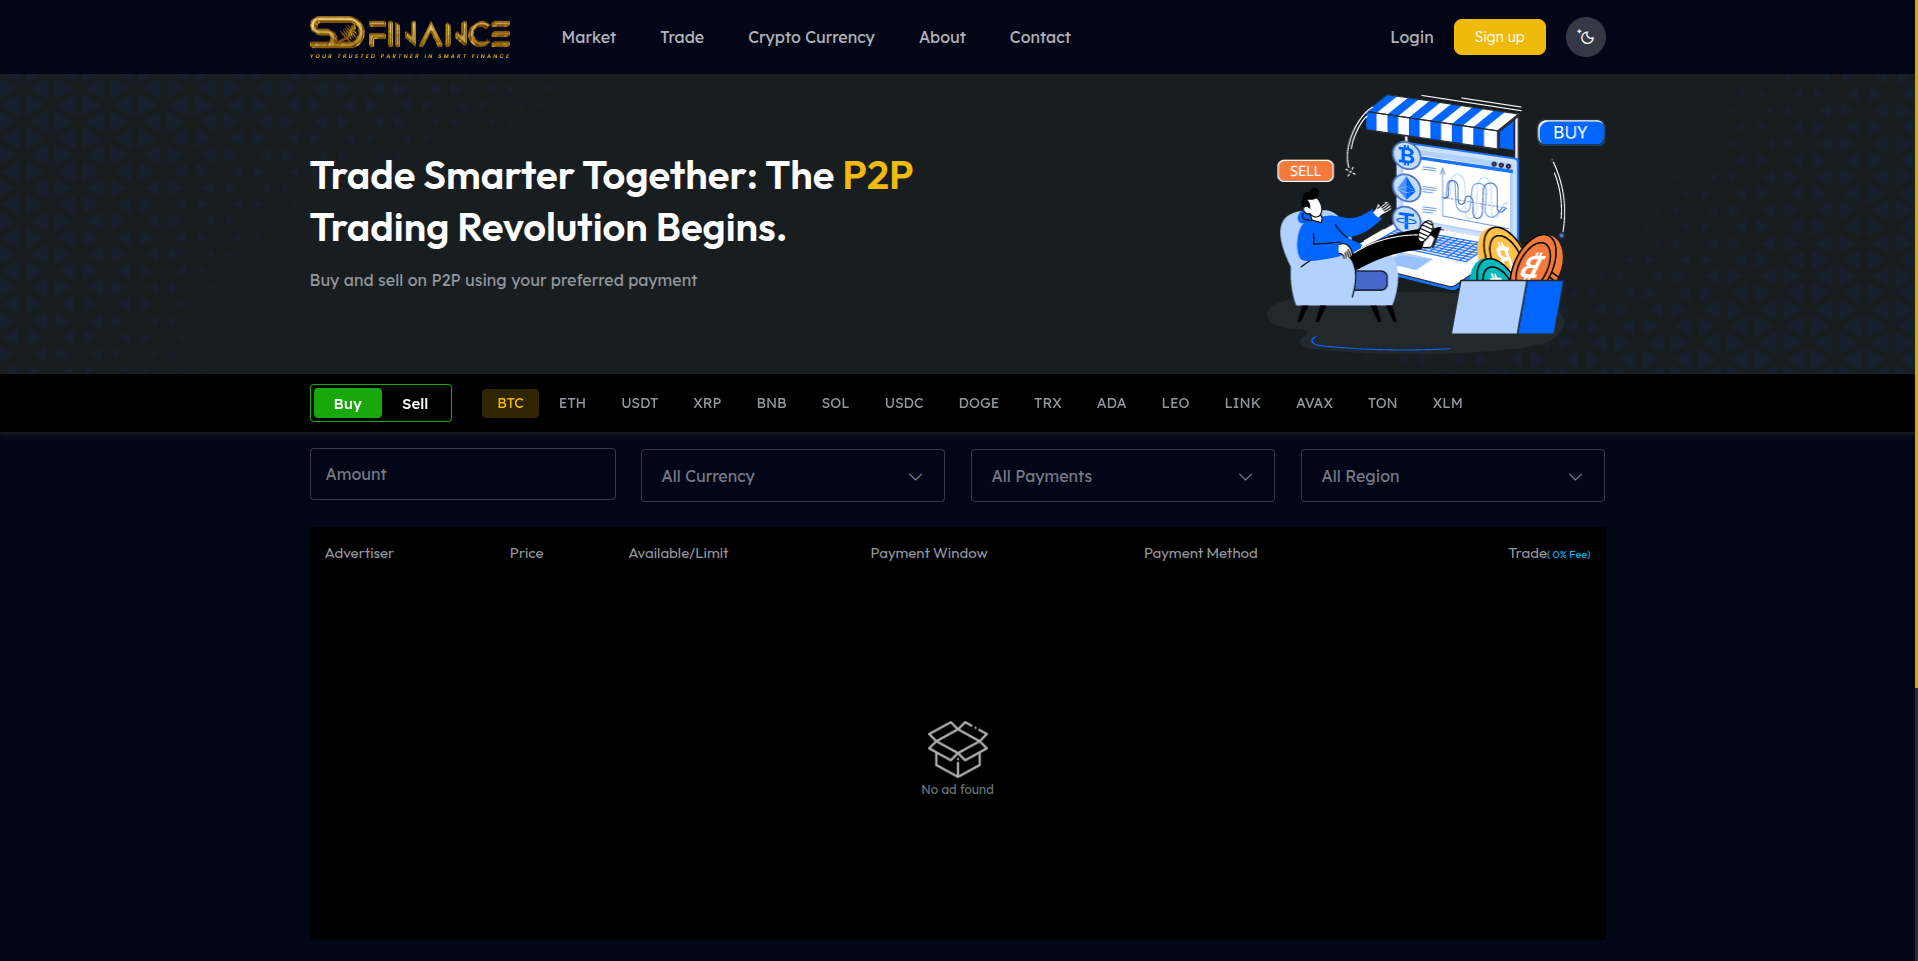 SD FINANCE
YOUR TRUSTED PARTNER IN SMART FINANCE
Market Trade Crypto Currency About Contact
Login Sign up
Trade Smarter Together: The P2P
Trading Revolution Begins.
Buy and sell on P2P using your preferred payment
SELL
BUY
Buy Sell BTC ETH USDT XRP BNB SOL USDC DOGE TRX ADA LEO LINK AVAX TON XLM
Amount All Currency All Payments All Region
Advertiser Price Available/Limit Payment Window Payment Method Trade( 0% Fee)
No ad found